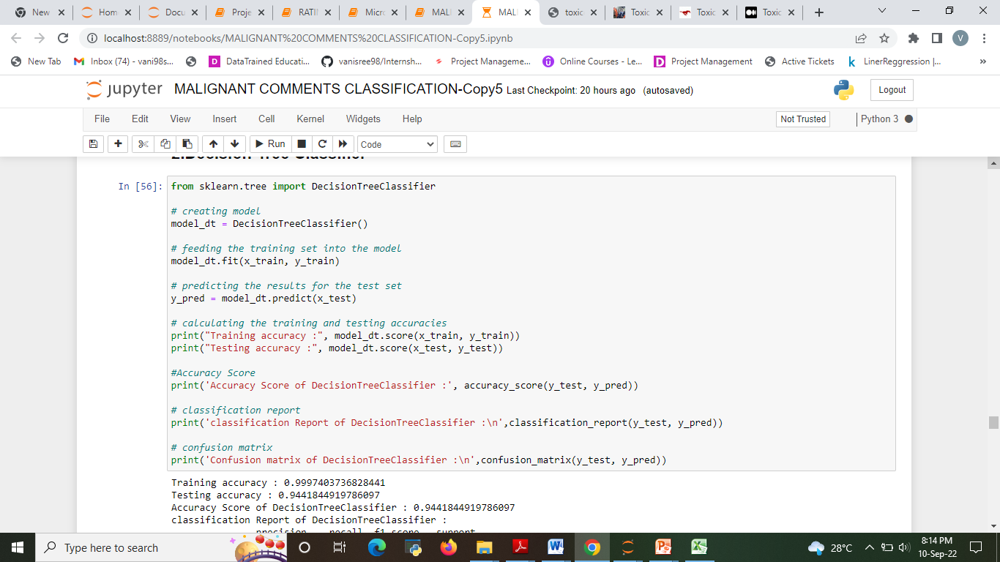 New
Hom
Docu
Proje
RATI
Micro
MALI
MALI
toxic
Toxic
Toxic
Toxic
localhost:8889/notebooks/MALIGNANT%20COMMENTS%20CLASSIFICATION-Copy5.ipynb
V
New Tab
Inbox (74) - vani98s...
DataTrained Educati...
vanisree98/Internsh...
Project Manageme...
Online Courses - Le...
Project Management
Active Tickets
LinerReggression |...
»
jupyter MALIGNANT COMMENTS CLASSIFICATION-Copy5 Last Checkpoint: 20 hours ago (autosaved)
Logout
File Edit View Insert Cell Kernel Widgets Help
Not Trusted
Python 3
Run
Code
2.Decision Tree Classifier
In [56]:
from sklearn.tree import DecisionTreeClassifier
# creating model
model_dt = DecisionTreeClassifier()
# feeding the training set into the model
model_dt.fit(x_train, y_train)
# predicting the results for the test set
y_pred = model_dt.predict(x_test)
# calculating the training and testing accuracies
print("Training accuracy :", model_dt.score(x_train, y_train))
print("Testing accuracy :", model_dt.score(x_test, y_test))
#Accuracy Score
print('Accuracy Score of DecisionTreeClassifier :', accuracy_score(y_test, y_pred))
# classification report
print('classification Report of DecisionTreeClassifier :\n',classification_report(y_test, y_pred))
# confusion matrix
print('Confusion matrix of DecisionTreeClassifier :\n',confusion_matrix(y_test, y_pred))
Training accuracy : 0.9997403736828441
Testing accuracy : 0.9441844919786097
Accuracy Score of DecisionTreeClassifier : 0.9441844919786097
classification Report of DecisionTreeClassifier :
precision recall f1-score support
Type here to search
28°C
8:14 PM
10-Sep-22